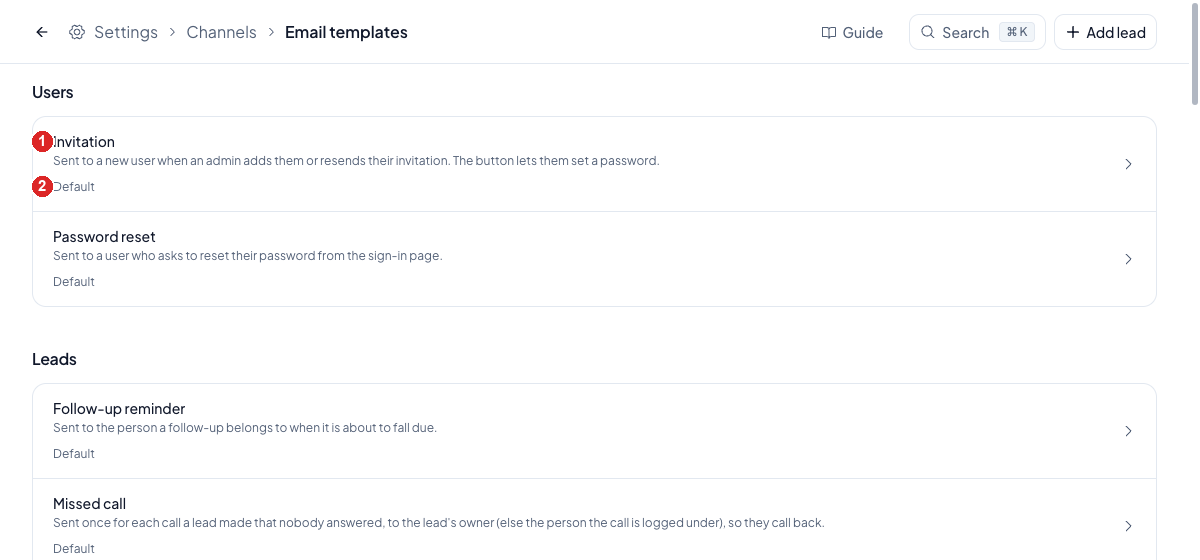 Settings > Channels > Email templates
Guide
Search ⌘ K
+ Add lead
Users
1 Invitation
Sent to a new user when an admin adds them or resends their invitation. The button lets them set a password.
2 Default
Password reset
Sent to a user who asks to reset their password from the sign-in page.
Default
Leads
Follow-up reminder
Sent to the person a follow-up belongs to when it is about to fall due.
Default
Missed call
Sent once for each call a lead made that nobody answered, to the lead's owner (else the person the call is logged under), so they call back.
Default